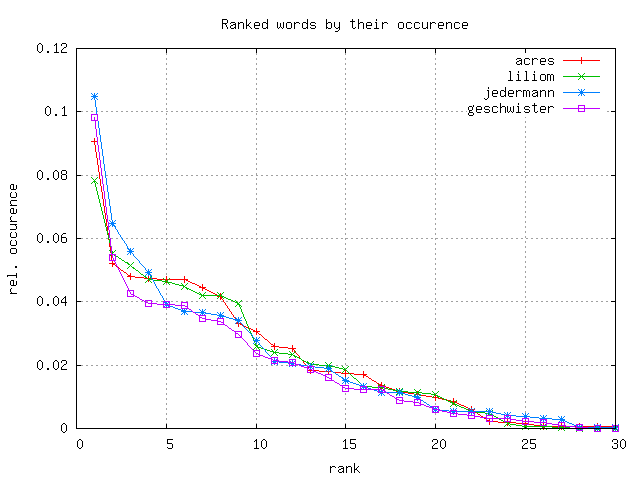 Ranked words by their occurence
0.12
0.1
0.08
0.06
0.04
0.02
0
rel. occurence
acres
liliom
jedermann
geschwister
0 5 10 15 20 25 30
rank